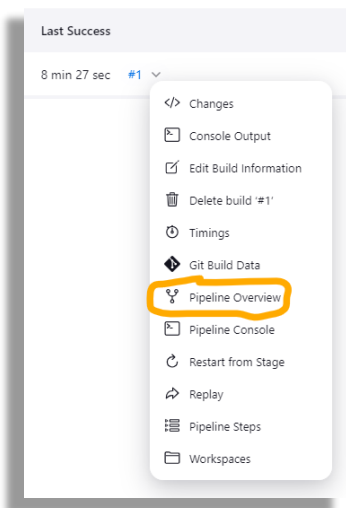 Last Success
8 min 27 sec #1
Changes
Console Output
Edit Build Information
Delete build '#1'
Timings
Git Build Data
Pipeline Overview
Pipeline Console
Restart from Stage
Replay
Pipeline Steps
Workspaces